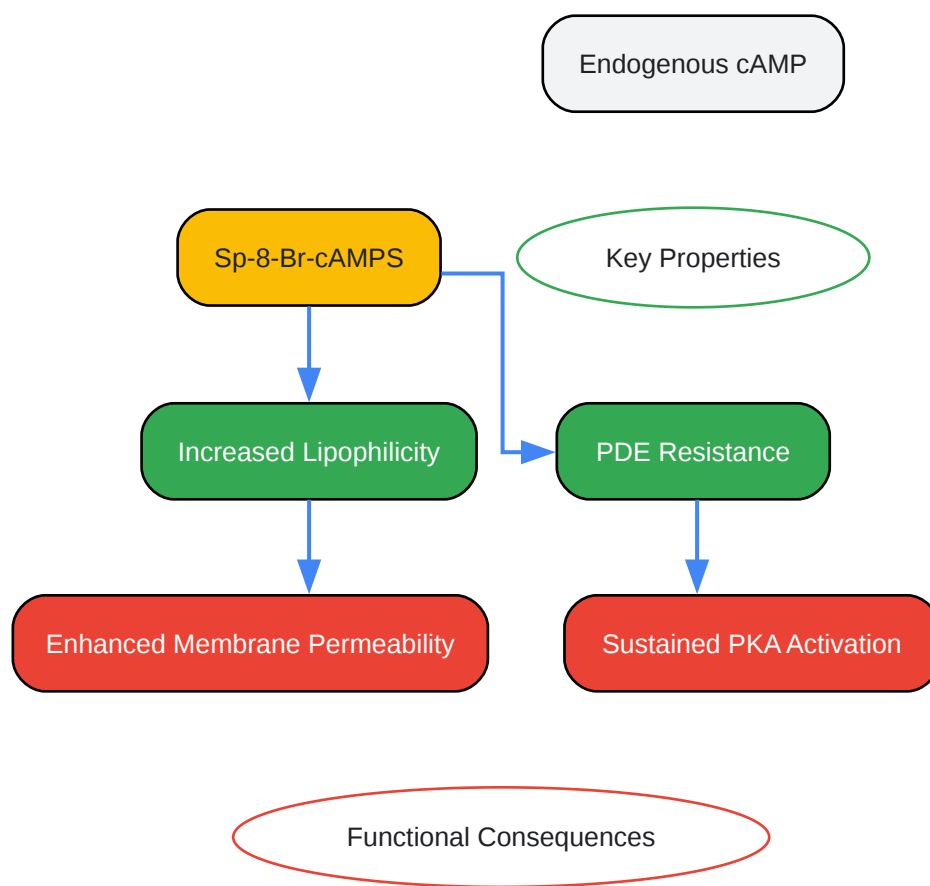 Endogenous cAMP
Sp-8-Br-cAMPS
Key Properties
Increased Lipophilicity
PDE Resistance
Enhanced Membrane Permeability
Sustained PKA Activation
Functional Consequences